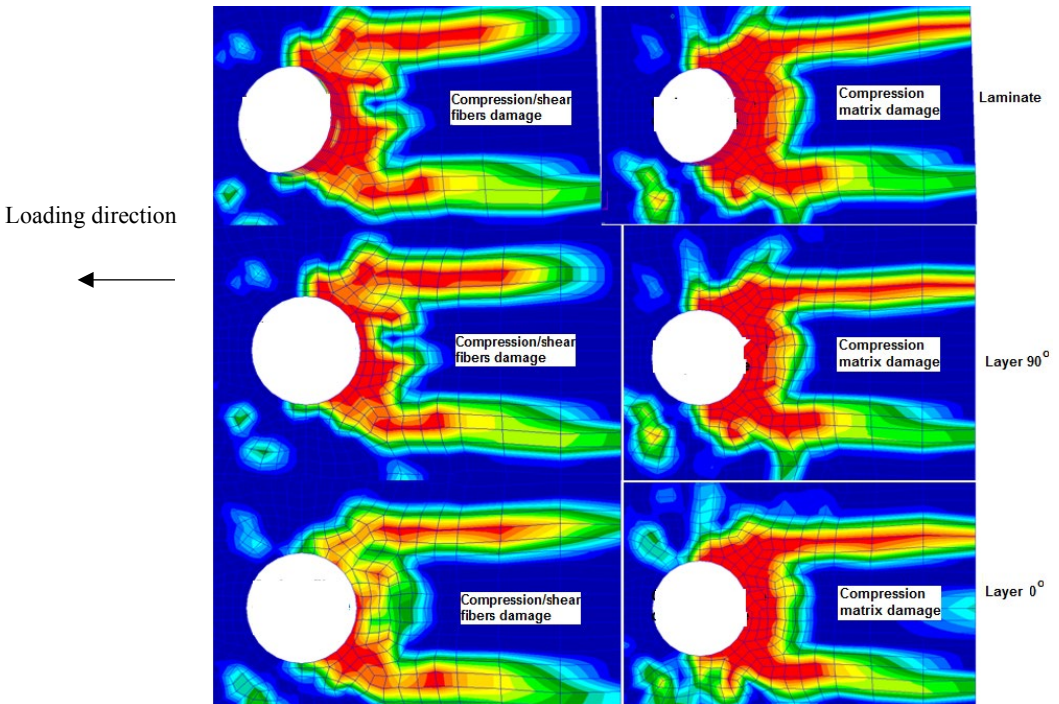 Compression/shear
fibers damage
Compression
matrix damage
Laminate
Loading direction
Compression/shear
fibers damage
Compression
matrix damage
Layer 90°
Compression/shear
fibers damage
Compression
matrix damage
Layer 0°